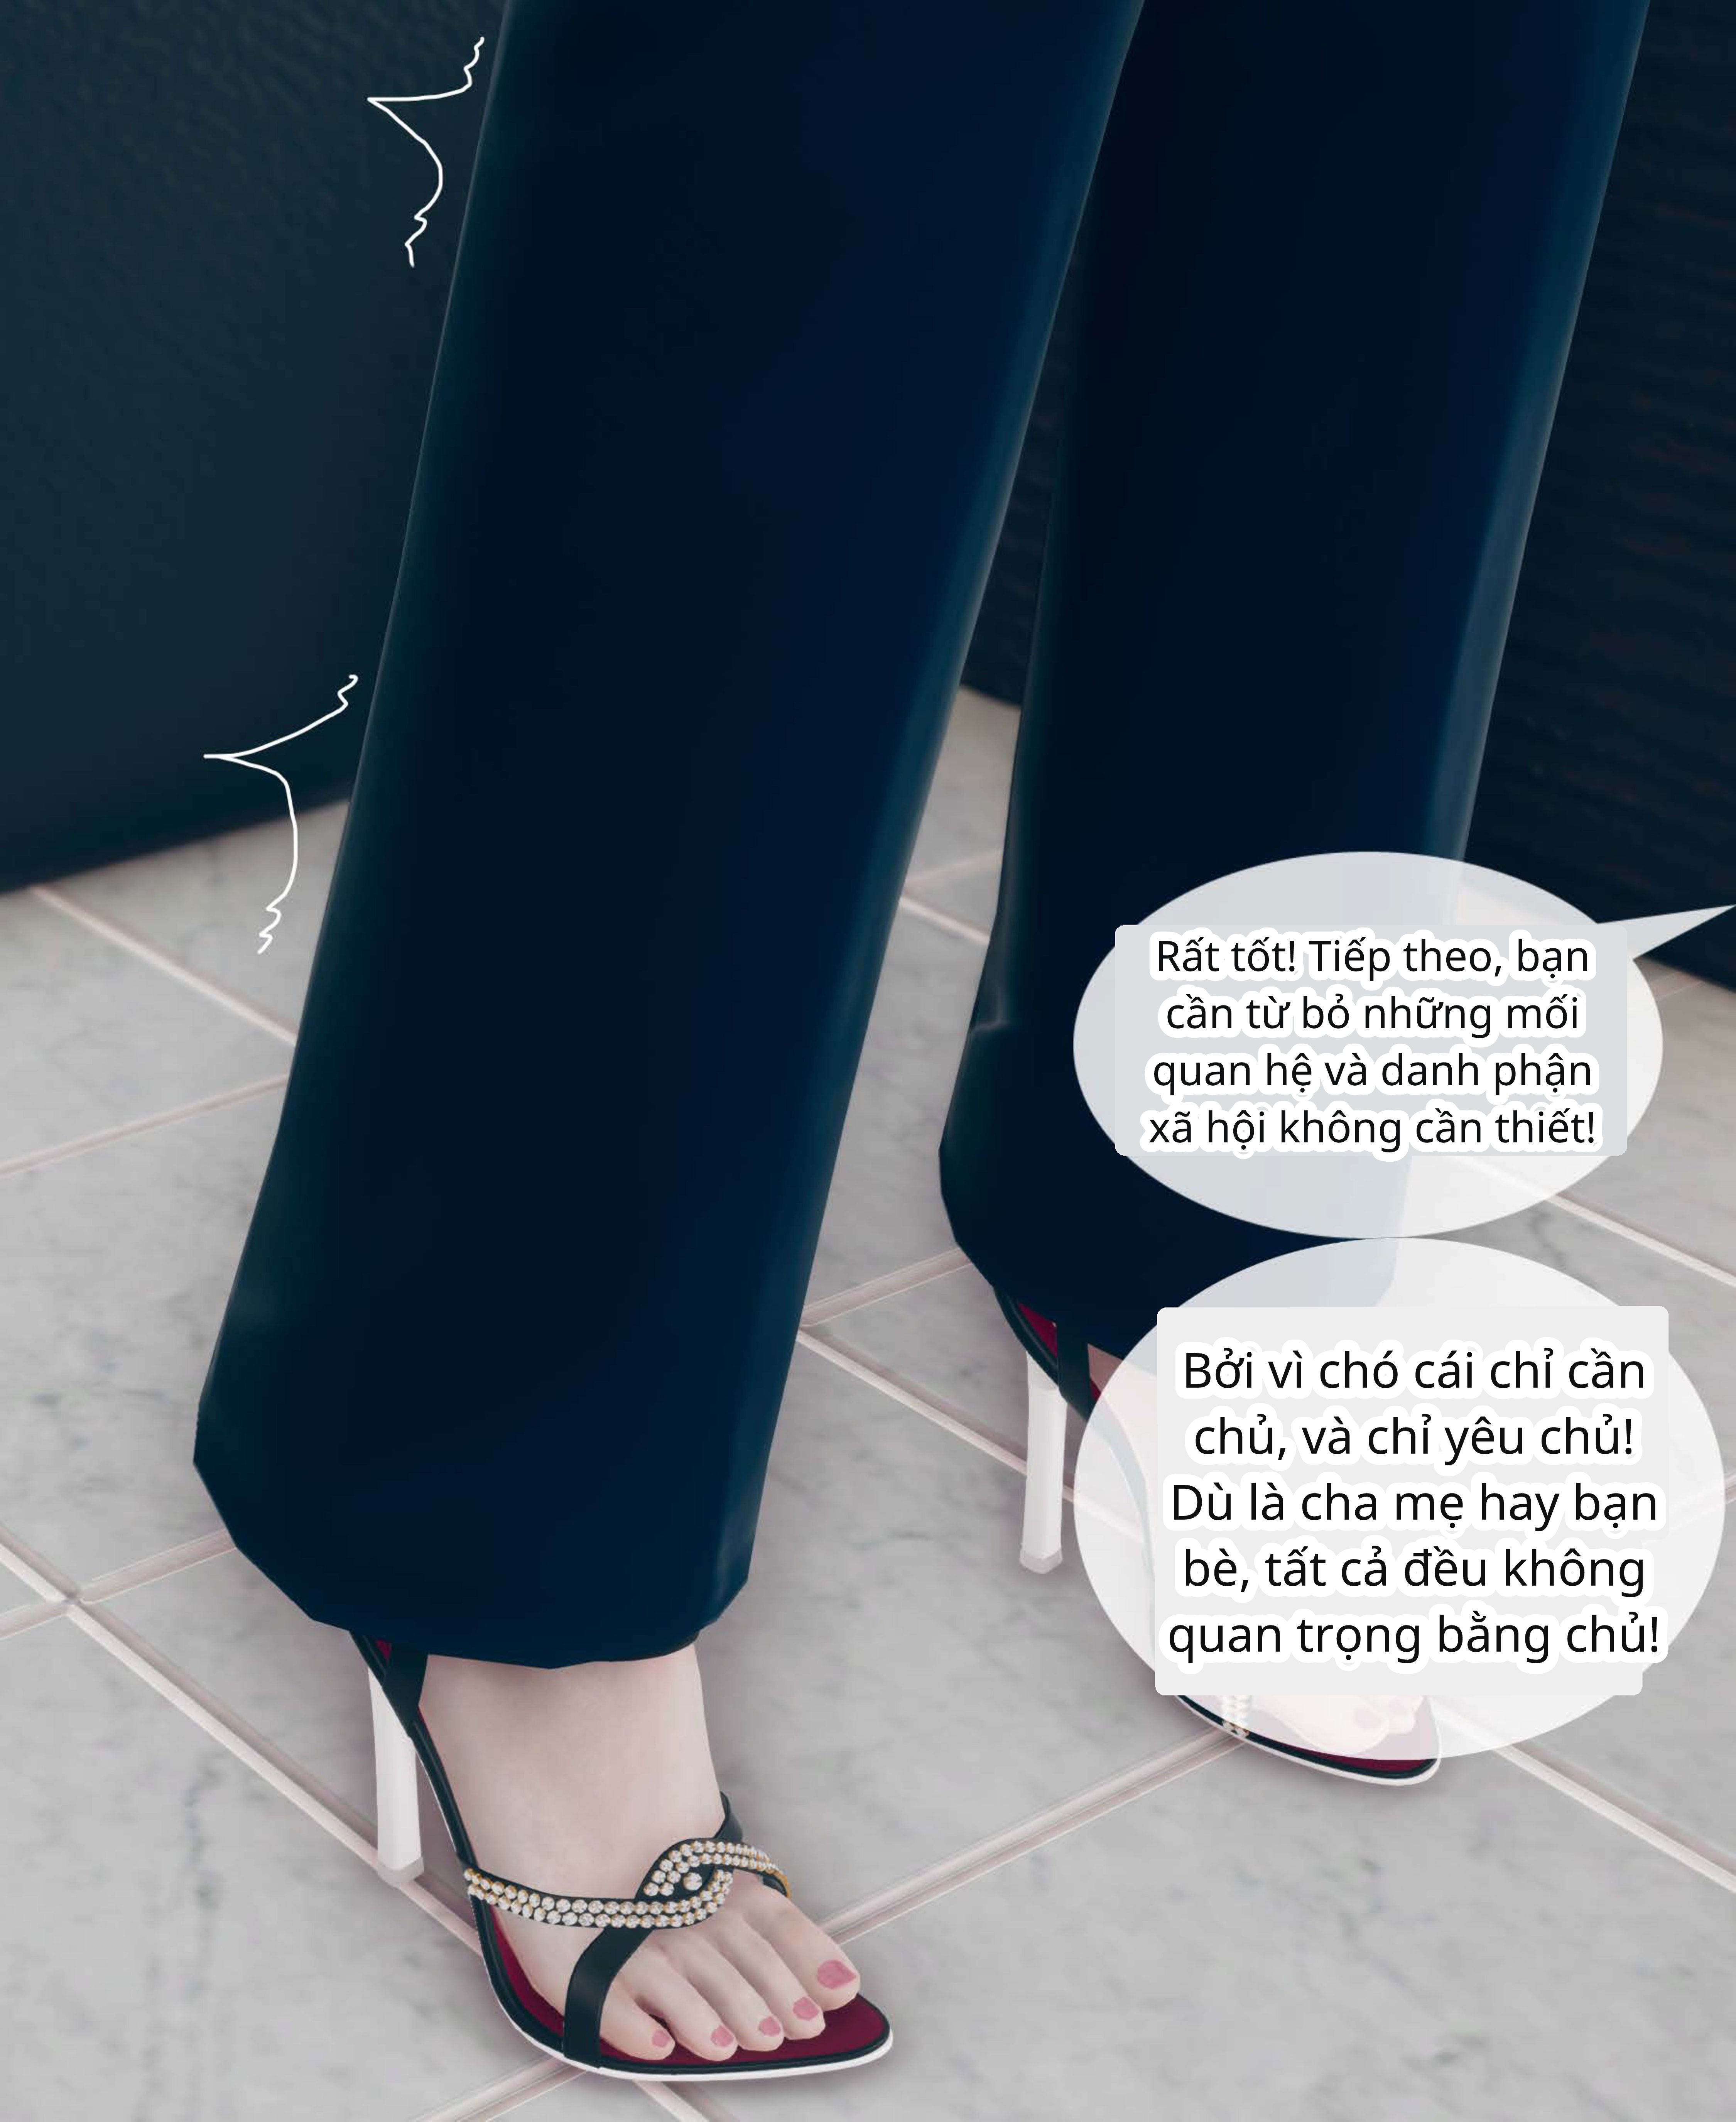 Rất tốt! Tiếp theo, bạn
cần từ bỏ những mối
quan hệ và danh phận
xã hội không cần thiết!
Bởi vì chó cái chỉ cần
chủ, và chỉ yêu chủ!
Dù là cha mẹ hay bạn
bè, tất cả đều không
quan trọng bằng chủ!